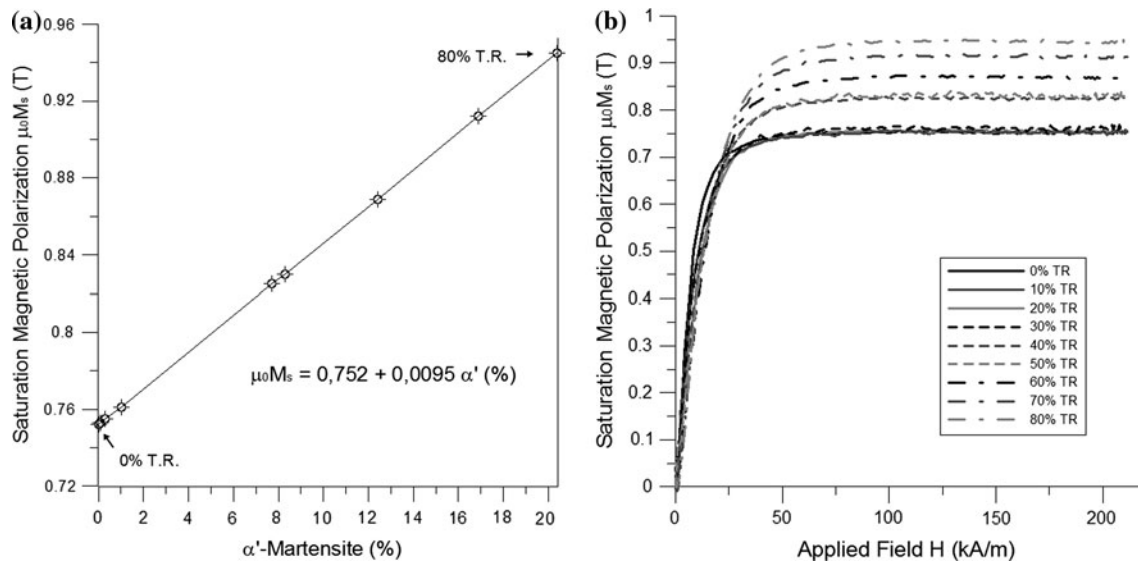 (a)
Saturation Magnetic Polarization μ₀Mₛ (T)
0.96
0.92
0.88
0.84
0.8
0.76
0.72
80% T.R.
μ₀Mₛ = 0,752 + 0,0095 α' (%)
0% T.R.
0 2 4 6 8 10 12 14 16 18 20
α'-Martensite (%)
(b)
Saturation Magnetic Polarization μ₀Mₛ (T)
1
0.9
0.8
0.7
0.6
0.5
0.4
0.3
0.2
0.1
0
0% TR
10% TR
20% TR
30% TR
40% TR
50% TR
60% TR
70% TR
80% TR
0 50 100 150 200
Applied Field H (kA/m)